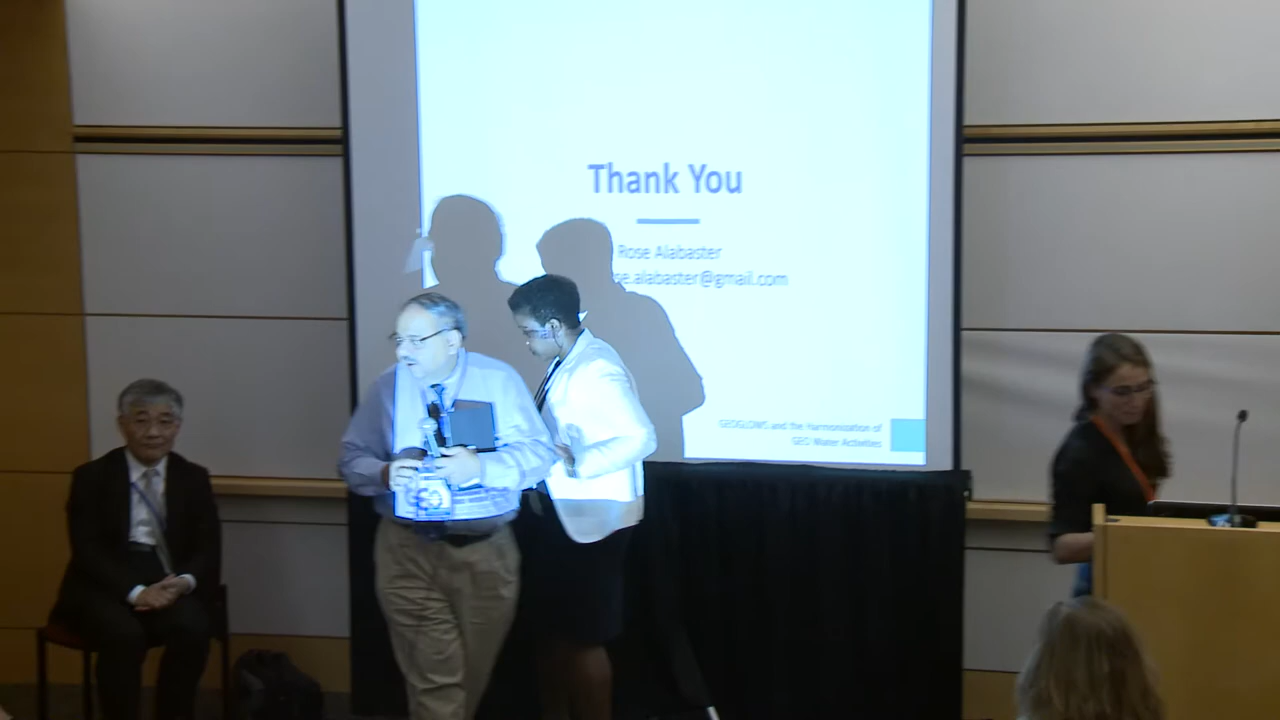 Thank You
Rose Alabaster
se.alabaster@gmail.com
GEOGLOWS and the Harmonization of
GEO Water Activities